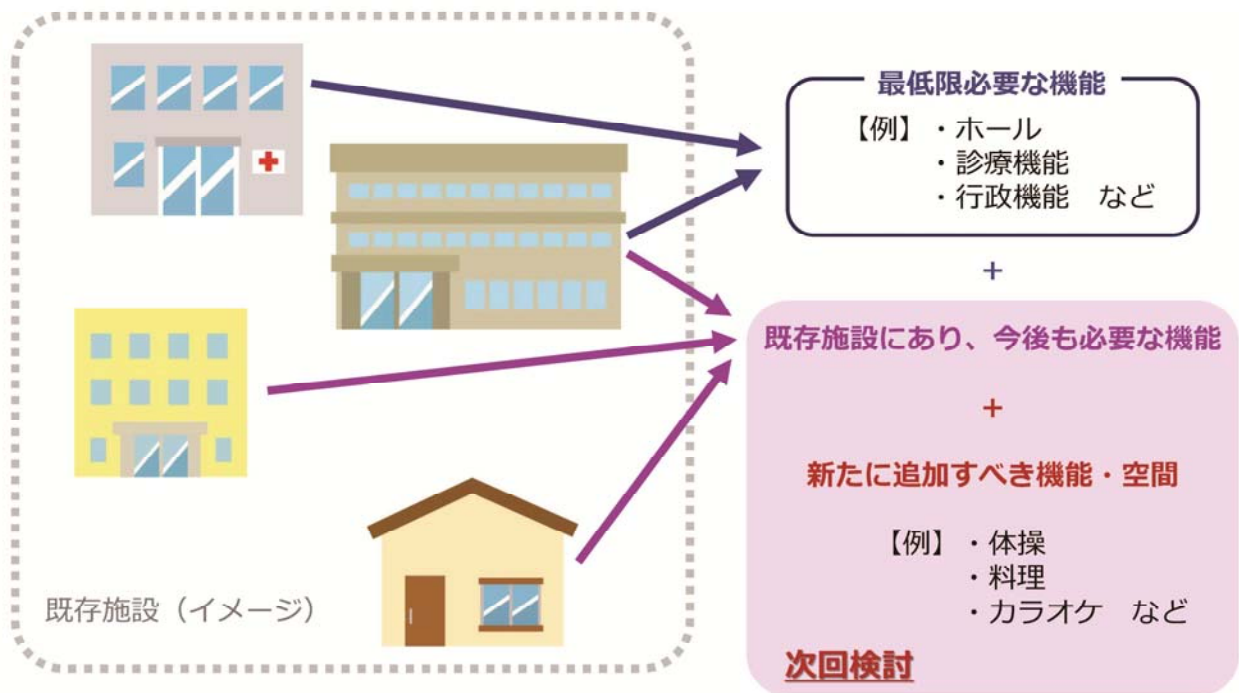 最低限必要な機能
【例】・ホール
・診療機能
・行政機能　など
+
既存施設にあり、今後も必要な機能
+
新たに追加すべき機能・空間
【例】・体操
・料理
・カラオケ　など
次回検討
既存施設（イメージ）